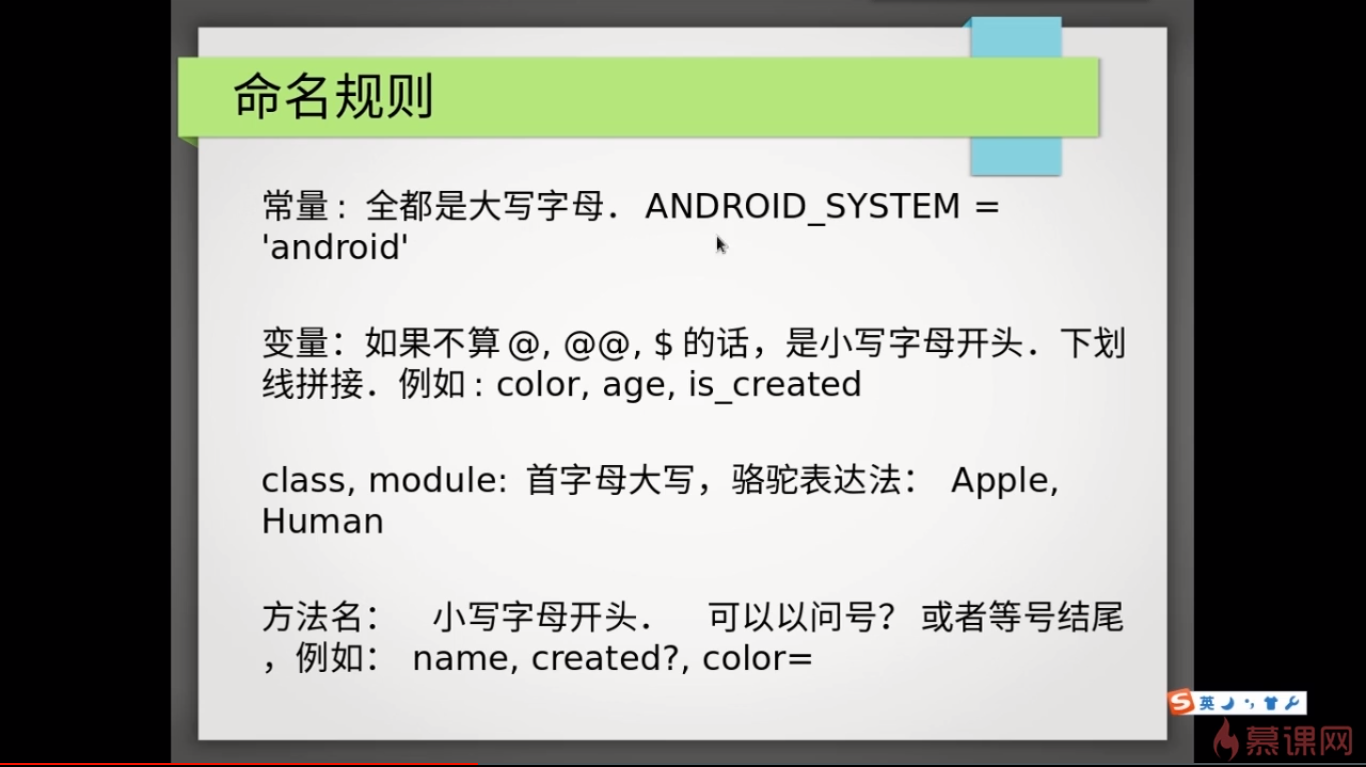 命名规则
常量： 全都是大写字母． ANDROID_SYSTEM =
'android'
变量：如果不算 @, @@, $ 的话，是小写字母开头．下划
线拼接．例如 : color, age, is_created
class, module: 首字母大写，骆驼表达法： Apple,
Human
方法名： 小写字母开头． 可以以问号？ 或者等号结尾
，例如： name, created?, color=
英
慕课网